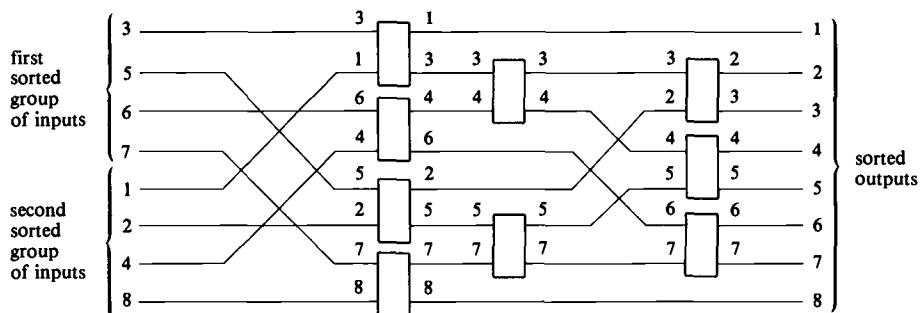 3 1
3 1
first
1 3 3 3 3 2
5 2
sorted
group
6 4 4 4 2 3
of inputs
6 3
4 6 4 4
7 4
sorted
outputs
5 2 5 5
1 5
second
2 5 5 5 6 6
2 6
sorted
group
7 7 7 7 7 7
of inputs
4 7
8 8
8 8